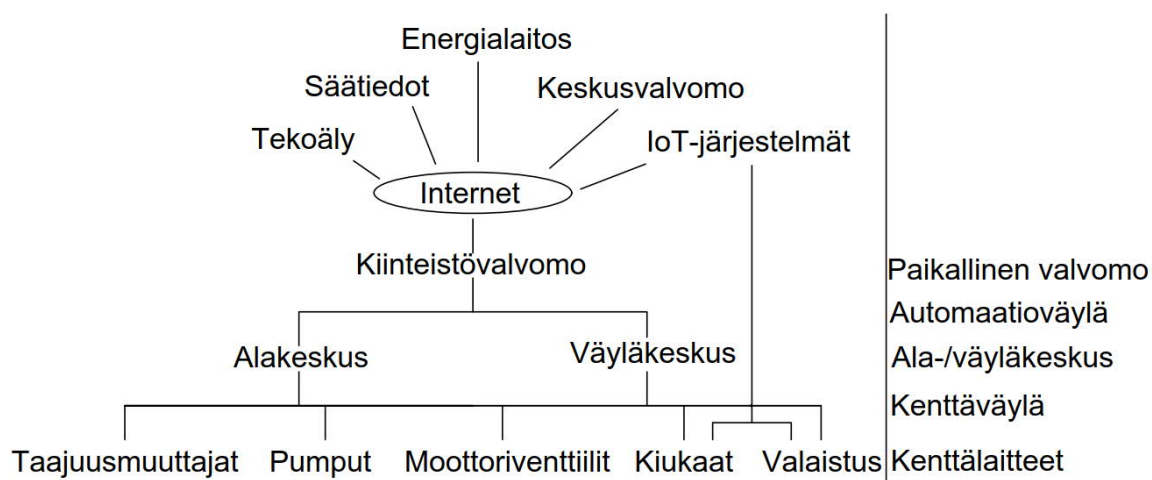 Energialaitos
Säätiedot
Keskusvalvomo
Tekoäly
IoT-järjestelmät
Internet
Kiinteistövalvomo
Paikallinen valvomo
Automaatioväylä
Alakeskus
Väyläkeskus
Ala-/väyläkeskus
Kenttäväylä
Taajuusmuuttajat
Pumput
Moottoriventtiilit
Kiukaat
Valaistus
Kenttälaitteet